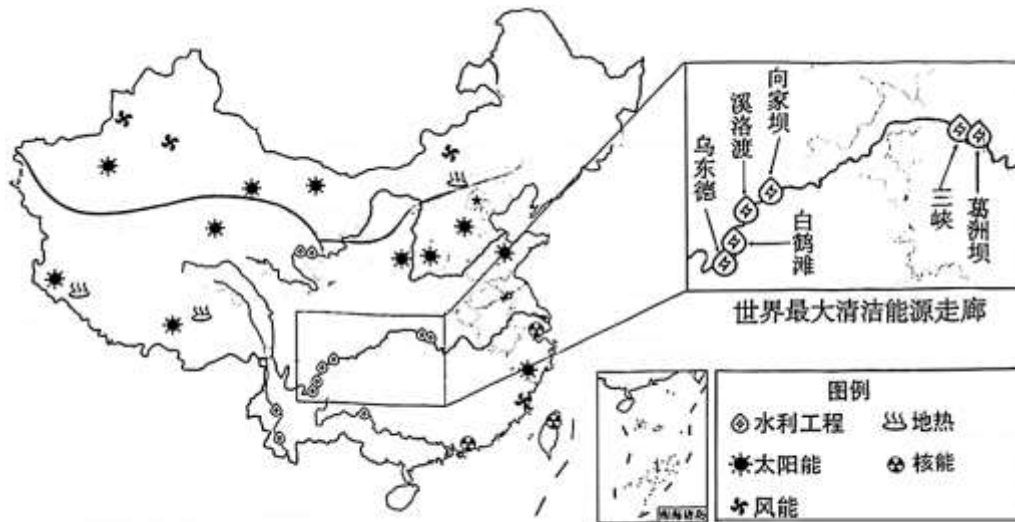 向家坝
溪洛渡
乌东德
白鹤滩
三峡
葛洲坝
世界最大清洁能源走廊
图例
水利工程
地热
太阳能
核能
风能
南海诸岛